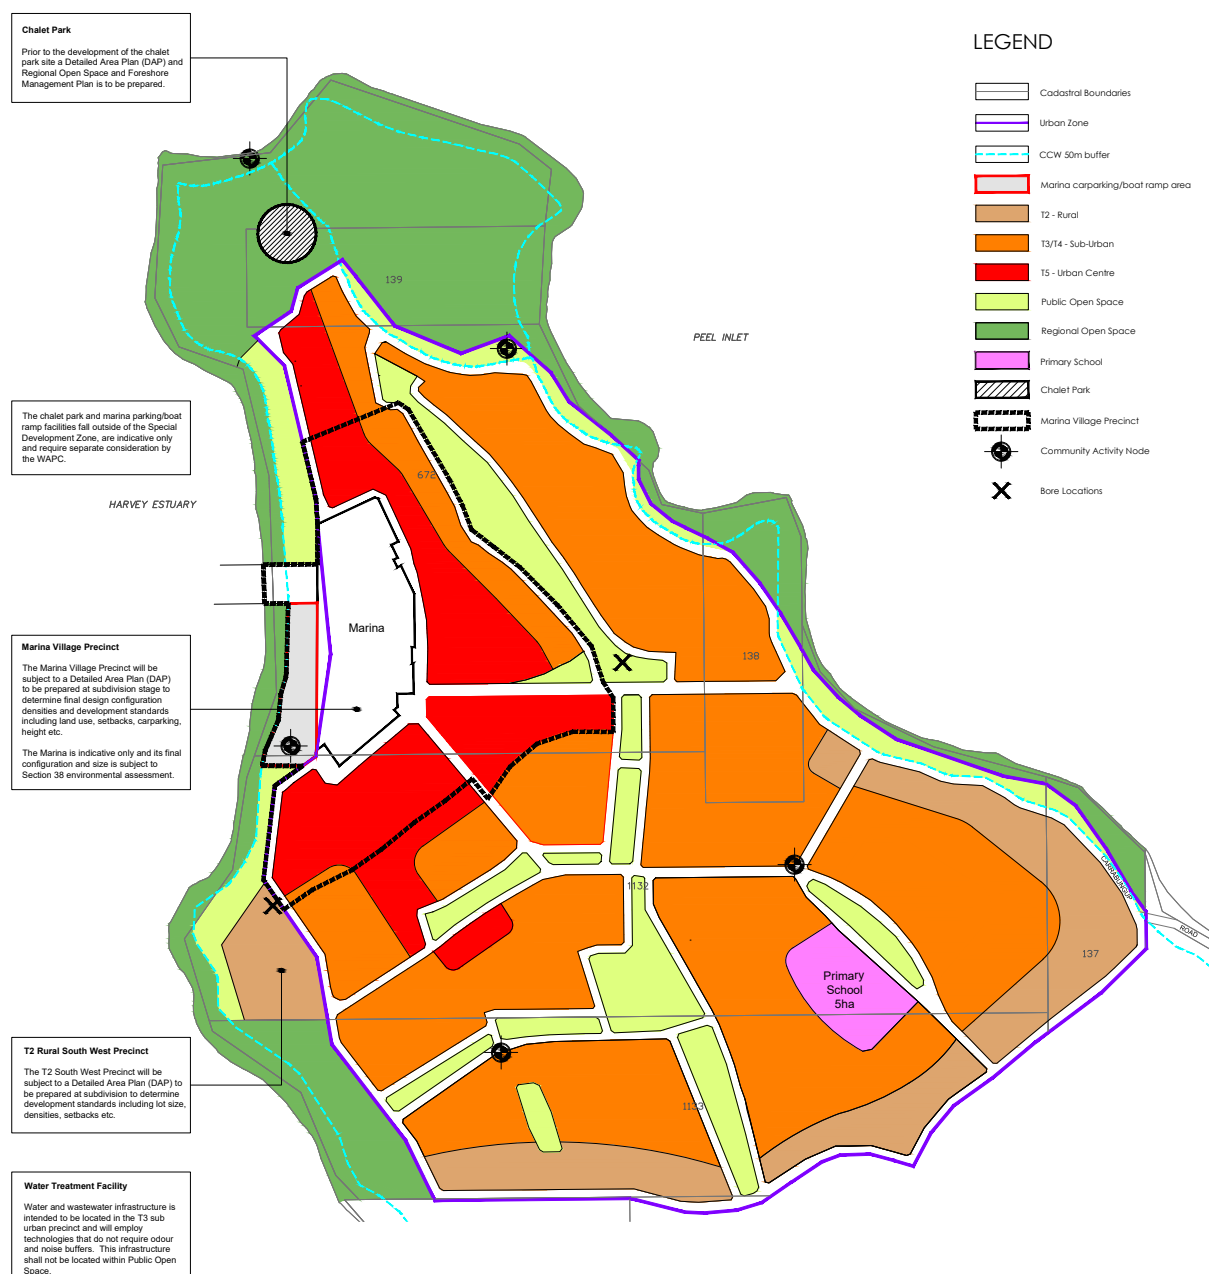 Chalet Park
Prior to the development of the chalet
park site a Detailed Area Plan (DAP) and
Regional Open Space and Foreshore
Management Plan is to be prepared.
LEGEND
Cadastral Boundaries
Urban Zone
CCW 50m buffer
Marina carparking/boat ramp area
T2 - Rural
T3/T4 - Sub-Urban
T5 - Urban Centre
Public Open Space
Regional Open Space
Primary School
Chalet Park
Marina Village Precinct
Community Activity Node
Bore Locations
139
PEEL INLET
The chalet park and marina parking/boat
ramp facilities fall outside of the Special
Development Zone, are indicative only
and require separate consideration by
the WAPC.
672
HARVEY ESTUARY
Marina
138
Marina Village Precinct
The Marina Village Precinct will be
subject to a Detailed Area Plan (DAP)
to be prepared at subdivision stage to
determine final design configuration
densities and development standards
including land use, setbacks, carparking,
height etc.
The Marina is indicative only and its final
configuration and size is subject to
Section 38 environmental assessment.
1132
CARRABUNGUP
ROAD
137
Primary
School
5ha
T2 Rural South West Precinct
The T2 South West Precinct will be
subject to a Detailed Area Plan (DAP) to
be prepared at subdivision to determine
development standards including lot size,
densities, setbacks etc.
1133
Water Treatment Facility
Water and wastewater infrastructure is
intended to be located in the T3 sub
urban precinct and will employ
technologies that do not require odour
and noise buffers. This infrastructure
shall not be located within Public Open
Space.